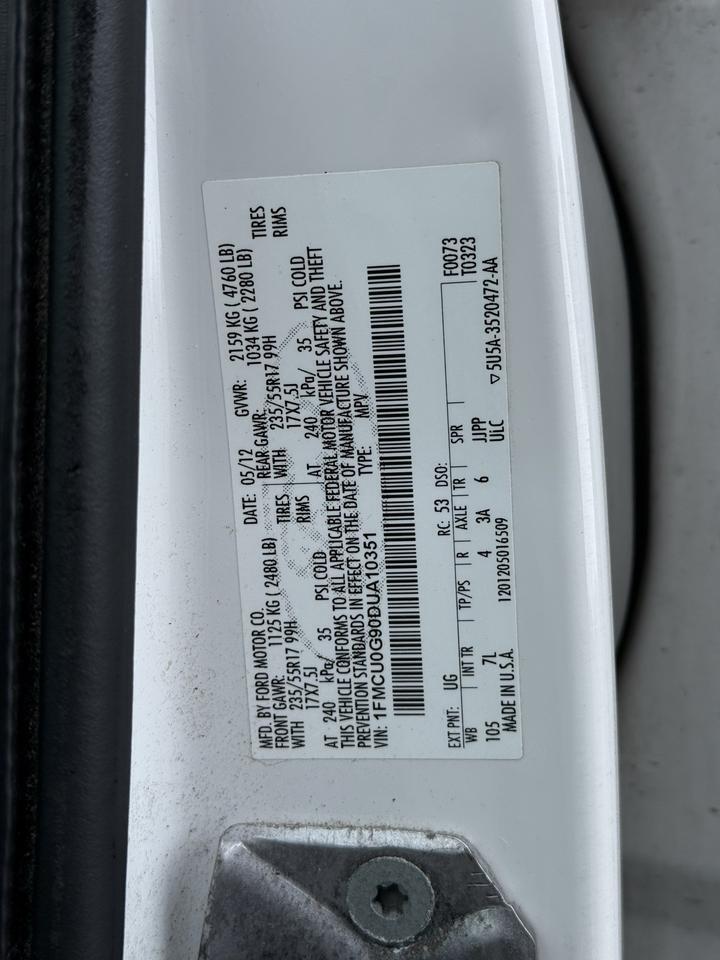 MFD. BY FORD MOTOR CO. DATE: 05/12 GVWR: 2159 KG ( 4760 LB)
FRONT GAWR: 1125 KG ( 2480 LB) REAR GAWR: 1034 KG ( 2280 LB)
WITH 235/55R17 99H TIRES WITH 235/55R17 99H TIRES
17X7.5J RIMS 17X7.5J RIMS
AT 240 kPa/ 35 PSI COLD AT 240 kPa/ 35 PSI COLD
THIS VEHICLE CONFORMS TO ALL APPLICABLE FEDERAL MOTOR VEHICLE SAFETY AND THEFT
PREVENTION STANDARDS IN EFFECT ON THE DATE OF MANUFACTURE SHOWN ABOVE.
VIN: 1FMCU0G90DUA10351 TYPE: MPV
EXT PNT: UG RC: 53 DSO: F0073
WB INT TR TP/PS R AXLE TR SPR T0323
105 7L 4 3A 6 JJPP
MADE IN U.S.A. 1201205016509 ULC ▽5U5A-3520472-AA